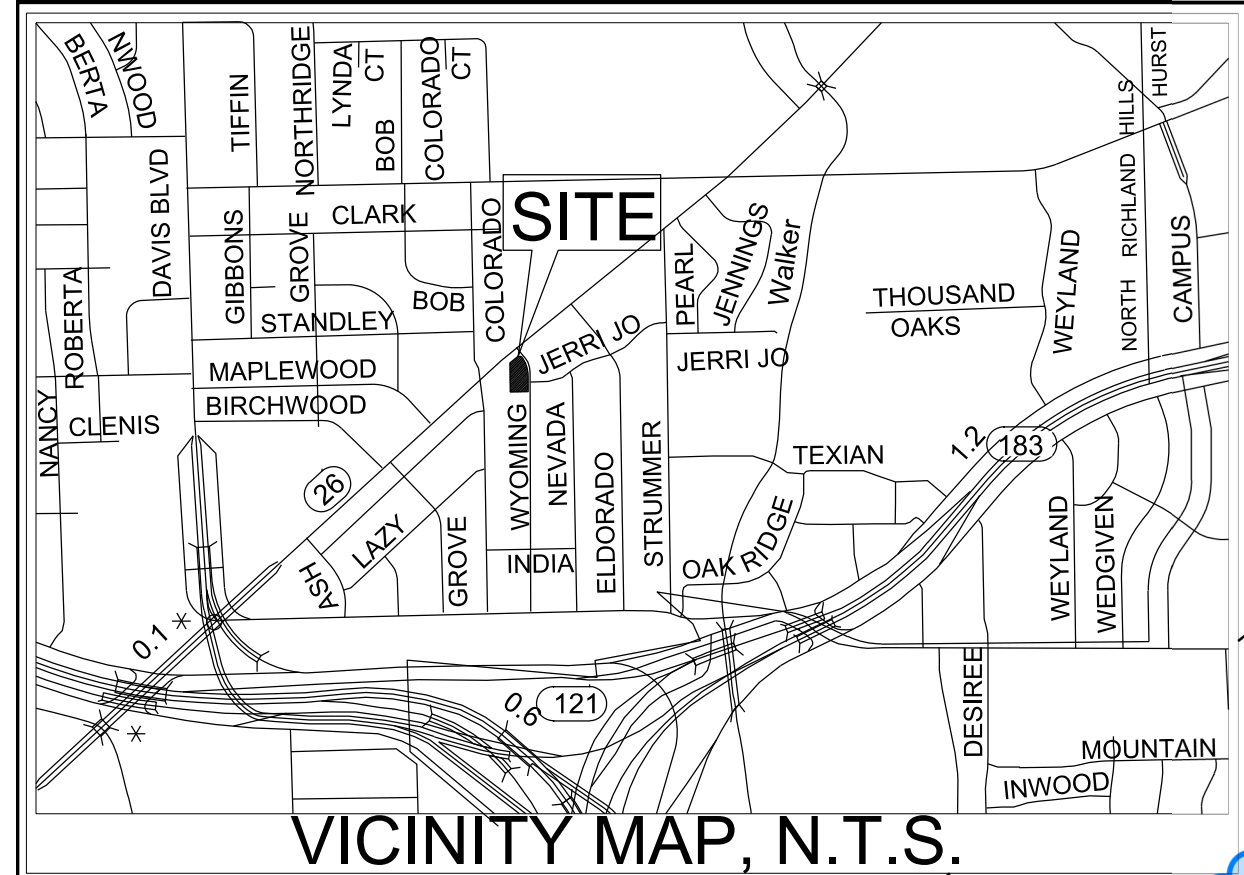 BERTA
NWOOD
DAVIS BLVD
TIFFIN
NORTHRIDGE
LYNDA
CT
BOB
COLORADO
CT
HURST
NORTH RICHLAND HILLS
CAMPUS
WEYLAND
SITE
CLARK
GIBBONS
GROVE
BOB
COLORADO
STANDLEY
PEARL
JENNINGS
Walker
THOUSAND
OAKS
ROBERTA
NANCY
CLENIS
MAPLEWOOD
BIRCHWOOD
JERRI JO
JERRI JO
WYOMING
NEVADA
ELDORADO
STRUMMER
TEXIAN
1.2
183
26
ASH
LAZY
GROVE
INDIA
OAK RIDGE
WEYLAND
WEDGIVEN
0.1
0.6
121
DESIREE
MOUNTAIN
INWOOD
VICINITY MAP, N.T.S.